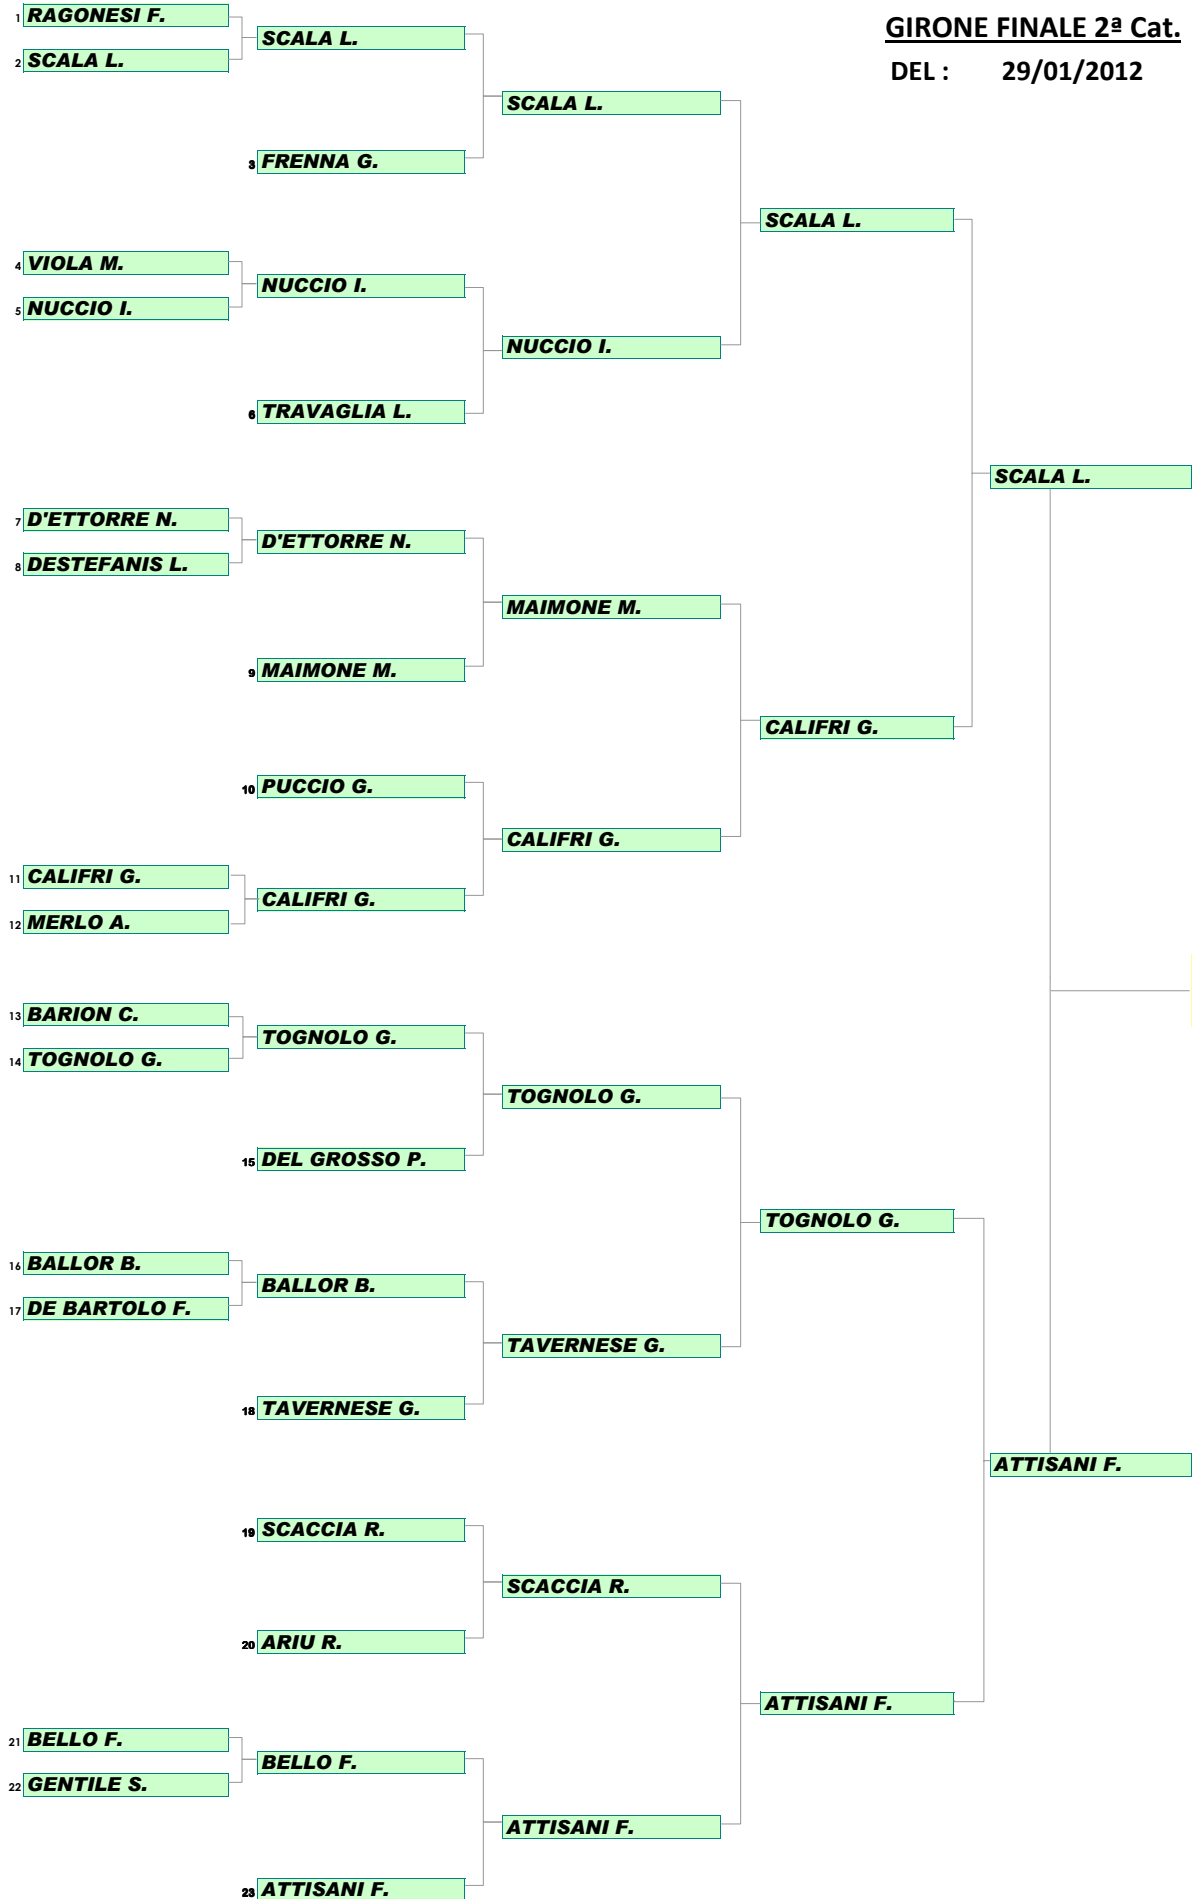 GIRONE FINALE 2ª Cat.
DEL : 29/01/2012
1 RAGONESI F.
2 SCALA L.
SCALA L.
SCALA L.
3 FRENNA G.
SCALA L.
4 VIOLA M.
5 NUCCIO I.
NUCCIO I.
NUCCIO I.
6 TRAVAGLIA L.
SCALA L.
7 D'ETTORRE N.
8 DESTEFANIS L.
D'ETTORRE N.
MAIMONE M.
9 MAIMONE M.
CALIFRI G.
10 PUCCIO G.
CALIFRI G.
11 CALIFRI G.
12 MERLO A.
CALIFRI G.
13 BARION C.
14 TOGNOLO G.
TOGNOLO G.
TOGNOLO G.
15 DEL GROSSO P.
TOGNOLO G.
16 BALLOR B.
17 DE BARTOLO F.
BALLOR B.
TAVERNESE G.
18 TAVERNESE G.
ATTISANI F.
19 SCACCIA R.
SCACCIA R.
20 ARIU R.
ATTISANI F.
21 BELLO F.
22 GENTILE S.
BELLO F.
ATTISANI F.
23 ATTISANI F.